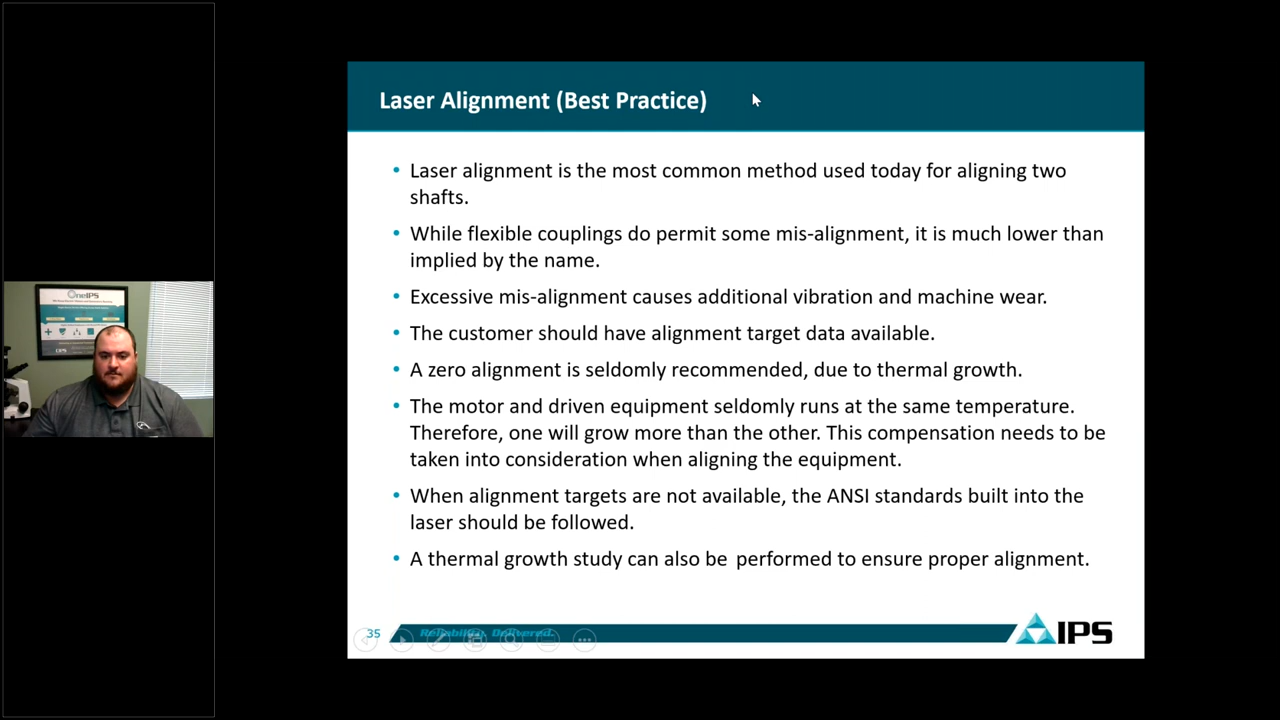 Laser Alignment (Best Practice)
• Laser alignment is the most common method used today for aligning two
shafts.
• While flexible couplings do permit some mis-alignment, it is much lower than
implied by the name.
• Excessive mis-alignment causes additional vibration and machine wear.
• The customer should have alignment target data available.
• A zero alignment is seldomly recommended, due to thermal growth.
• The motor and driven equipment seldomly runs at the same temperature.
Therefore, one will grow more than the other. This compensation needs to be
taken into consideration when aligning the equipment.
• When alignment targets are not available, the ANSI standards built into the
laser should be followed.
• A thermal growth study can also be performed to ensure proper alignment.
35
Reliability. Delivered.
IPS
OneIPS
IPS